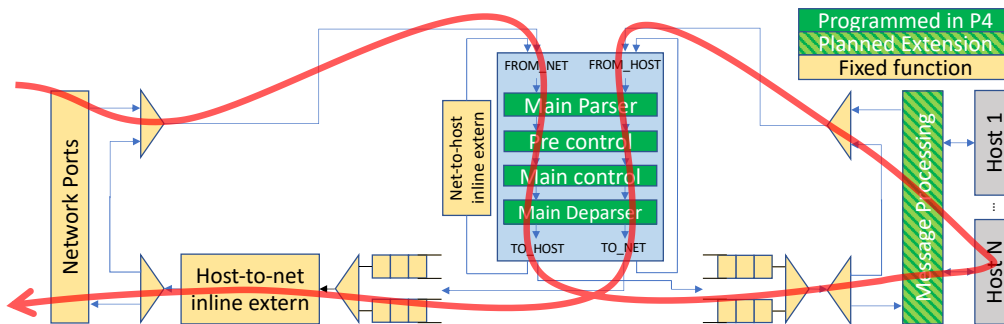 Programmed in P4
Planned Extension
Fixed function
FROM_NET
FROM_HOST
Main Parser
Pre control
Main control
Main Deparser
TO_HOST
TO_NET
Network Ports
Net-to-host
inline extern
Host-to-net
inline extern
Message Processing
Host 1
...
Host N